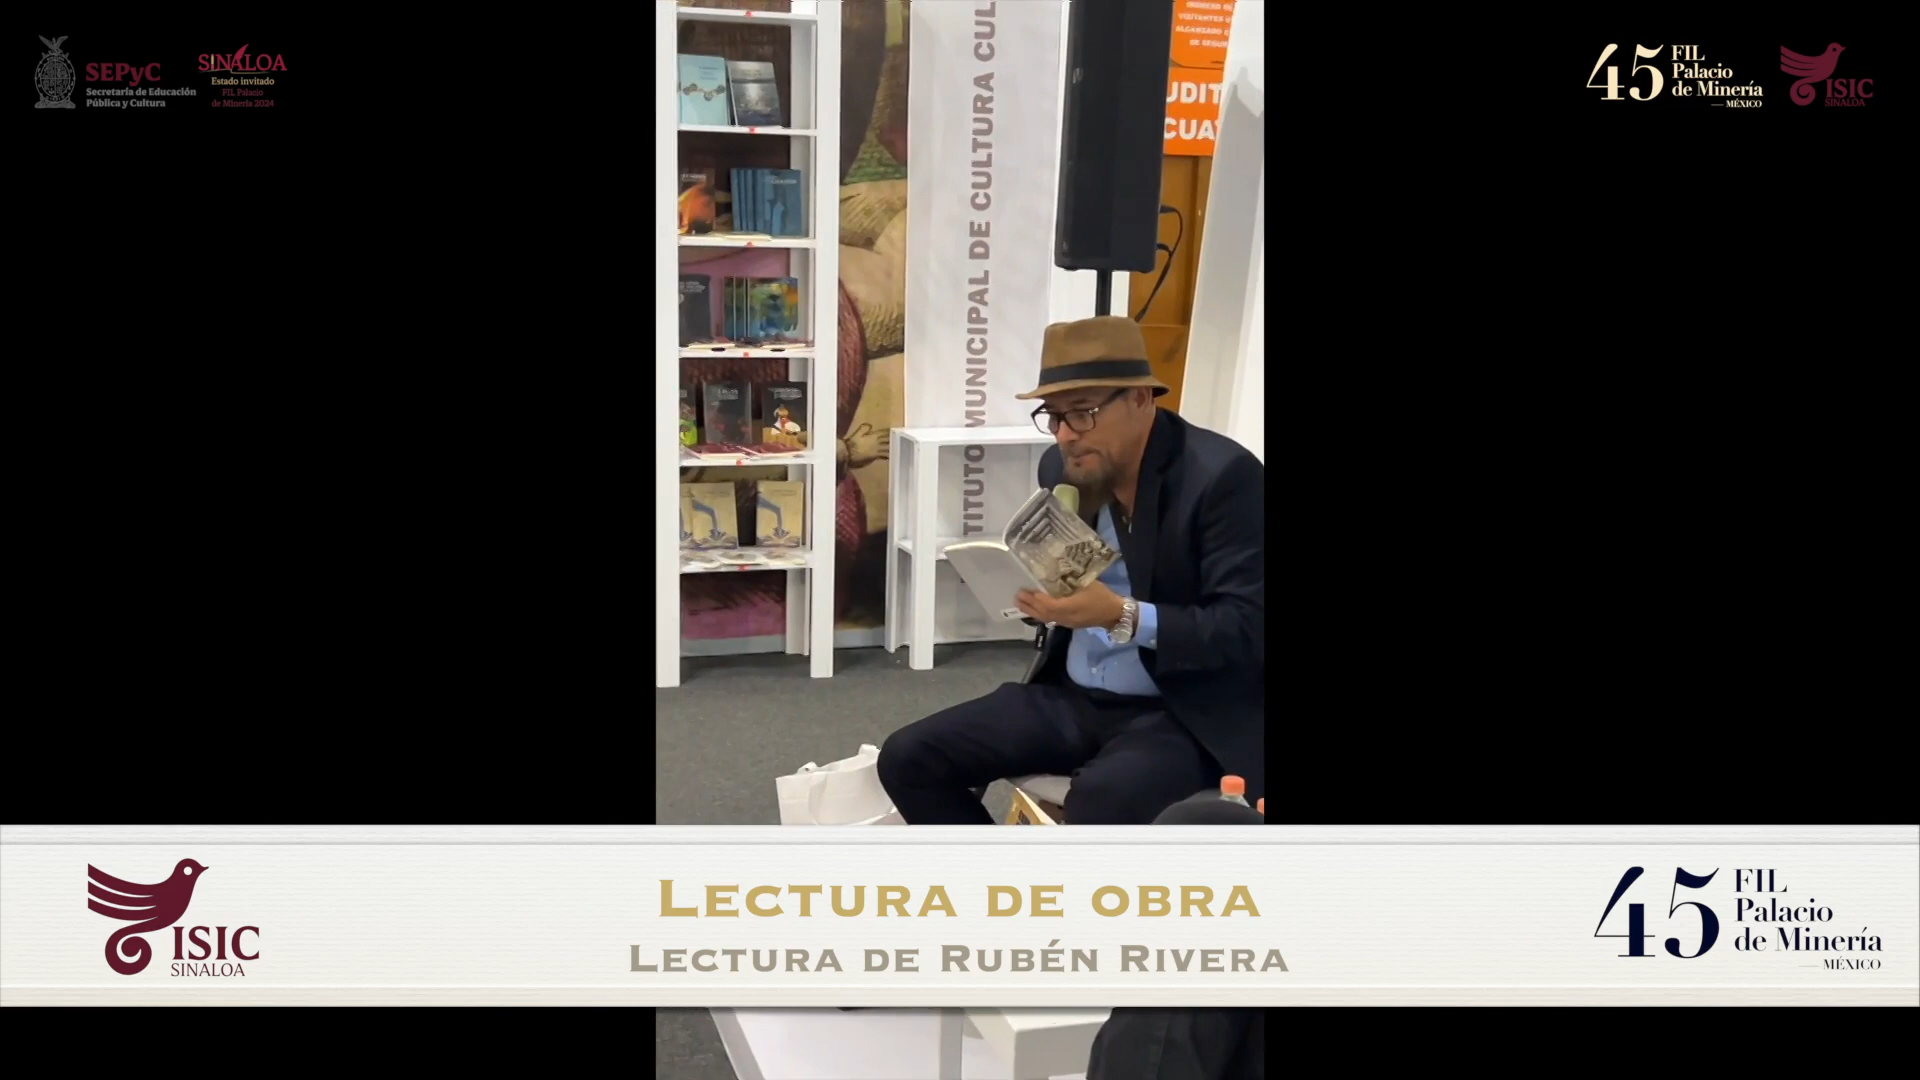 SEPyC
Secretaría de Educación
Pública y Cultura
SINALOA
Estado invitado
FIL Palacio
de Minería 2024
45 FIL
Palacio
de Minería
MÉXICO
ISIC
SINALOA
TITUTO MUNICIPAL DE CULTURA CUL
UDIT
CUA
LECTURA DE OBRA
LECTURA DE RUBÉN RIVERA
ISIC
SINALOA
45 FIL
Palacio
de Minería
MÉXICO